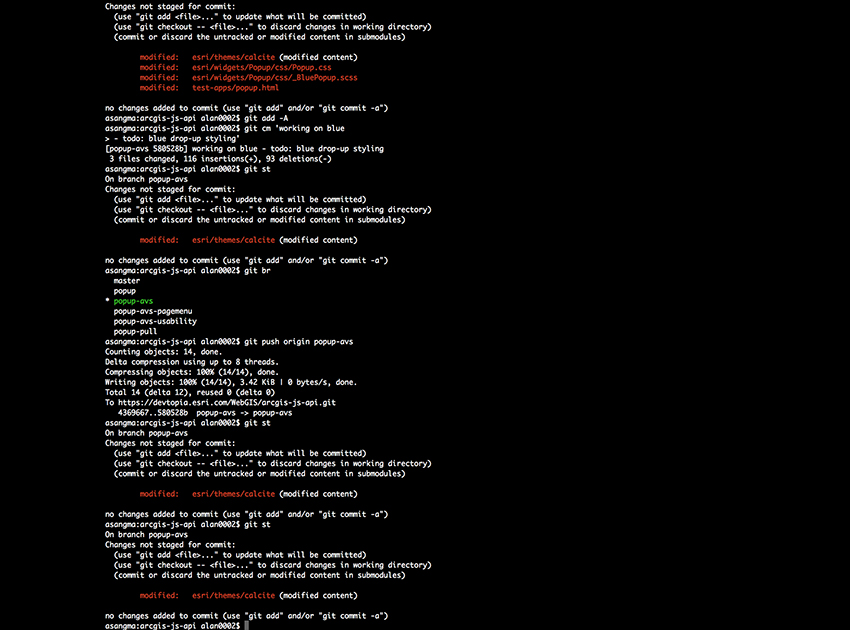 Changes not staged for commit:
(use "git add <file>..." to update what will be committed)
(use "git checkout -- <file>..." to discard changes in working directory)
(commit or discard the untracked or modified content in submodules)
modified:   esri/themes/calcite (modified content)
modified:   esri/widgets/Popup/css/Popup.css
modified:   esri/widgets/Popup/css/_BluePopup.scss
modified:   test-apps/popup.html
no changes added to commit (use "git add" and/or "git commit -a")
asangma:arcgis-js-api alan0002$ git add -A
asangma:arcgis-js-api alan0002$ git cm 'working on blue
> - todo: blue drop-up styling'
[popup-avs 580528b] working on blue - todo: blue drop-up styling
3 files changed, 116 insertions(+), 93 deletions(-)
asangma:arcgis-js-api alan0002$ git st
On branch popup-avs
Changes not staged for commit:
(use "git add <file>..." to update what will be committed)
(use "git checkout -- <file>..." to discard changes in working directory)
(commit or discard the untracked or modified content in submodules)
modified:   esri/themes/calcite (modified content)
no changes added to commit (use "git add" and/or "git commit -a")
asangma:arcgis-js-api alan0002$ git br
master
popup
* popup-avs
popup-avs-pagemenu
popup-avs-usability
popup-pull
asangma:arcgis-js-api alan0002$ git push origin popup-avs
Counting objects: 14, done.
Delta compression using up to 8 threads.
Compressing objects: 100% (14/14), done.
Writing objects: 100% (14/14), 3.42 KiB | 0 bytes/s, done.
Total 14 (delta 12), reused 0 (delta 0)
To https://devtopia.esri.com/WebGIS/arcgis-js-api.git
4369667..580528b  popup-avs -> popup-avs
asangma:arcgis-js-api alan0002$ git st
On branch popup-avs
Changes not staged for commit:
(use "git add <file>..." to update what will be committed)
(use "git checkout -- <file>..." to discard changes in working directory)
(commit or discard the untracked or modified content in submodules)
modified:   esri/themes/calcite (modified content)
no changes added to commit (use "git add" and/or "git commit -a")
asangma:arcgis-js-api alan0002$ git st
On branch popup-avs
Changes not staged for commit:
(use "git add <file>..." to update what will be committed)
(use "git checkout -- <file>..." to discard changes in working directory)
(commit or discard the untracked or modified content in submodules)
modified:   esri/themes/calcite (modified content)
no changes added to commit (use "git add" and/or "git commit -a")
asangma:arcgis-js-api alan0002$